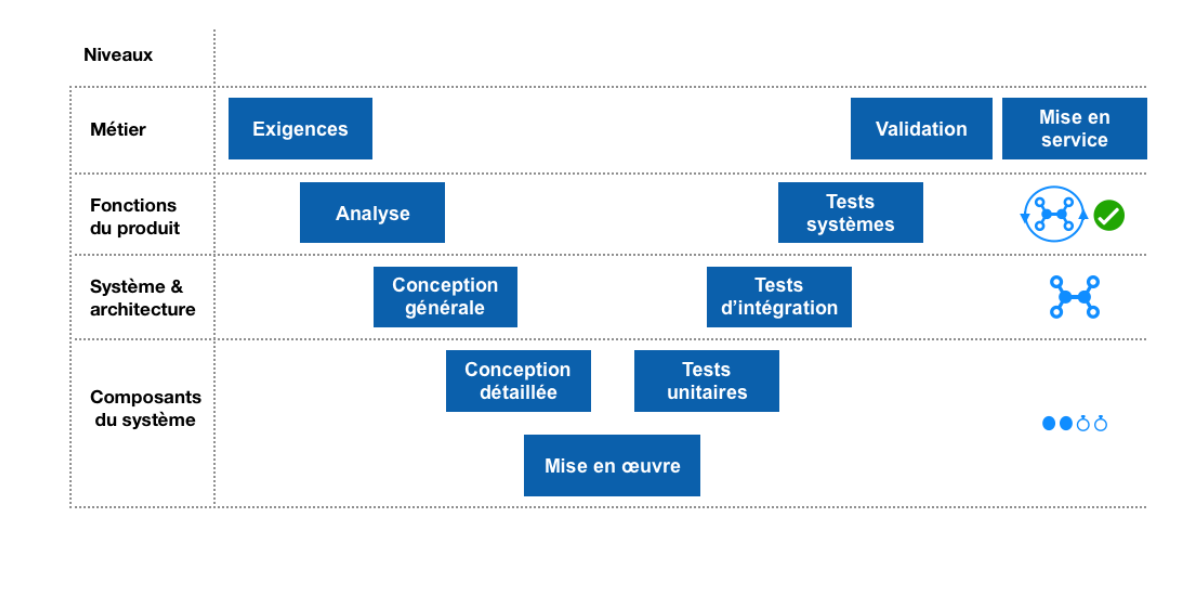 Niveaux
Métier
Exigences
Validation
Mise en
service
Fonctions
du produit
Analyse
Tests
systèmes
Système &
architecture
Conception
générale
Tests
d'intégration
Composants
du système
Conception
détaillée
Tests
unitaires
Mise en œuvre